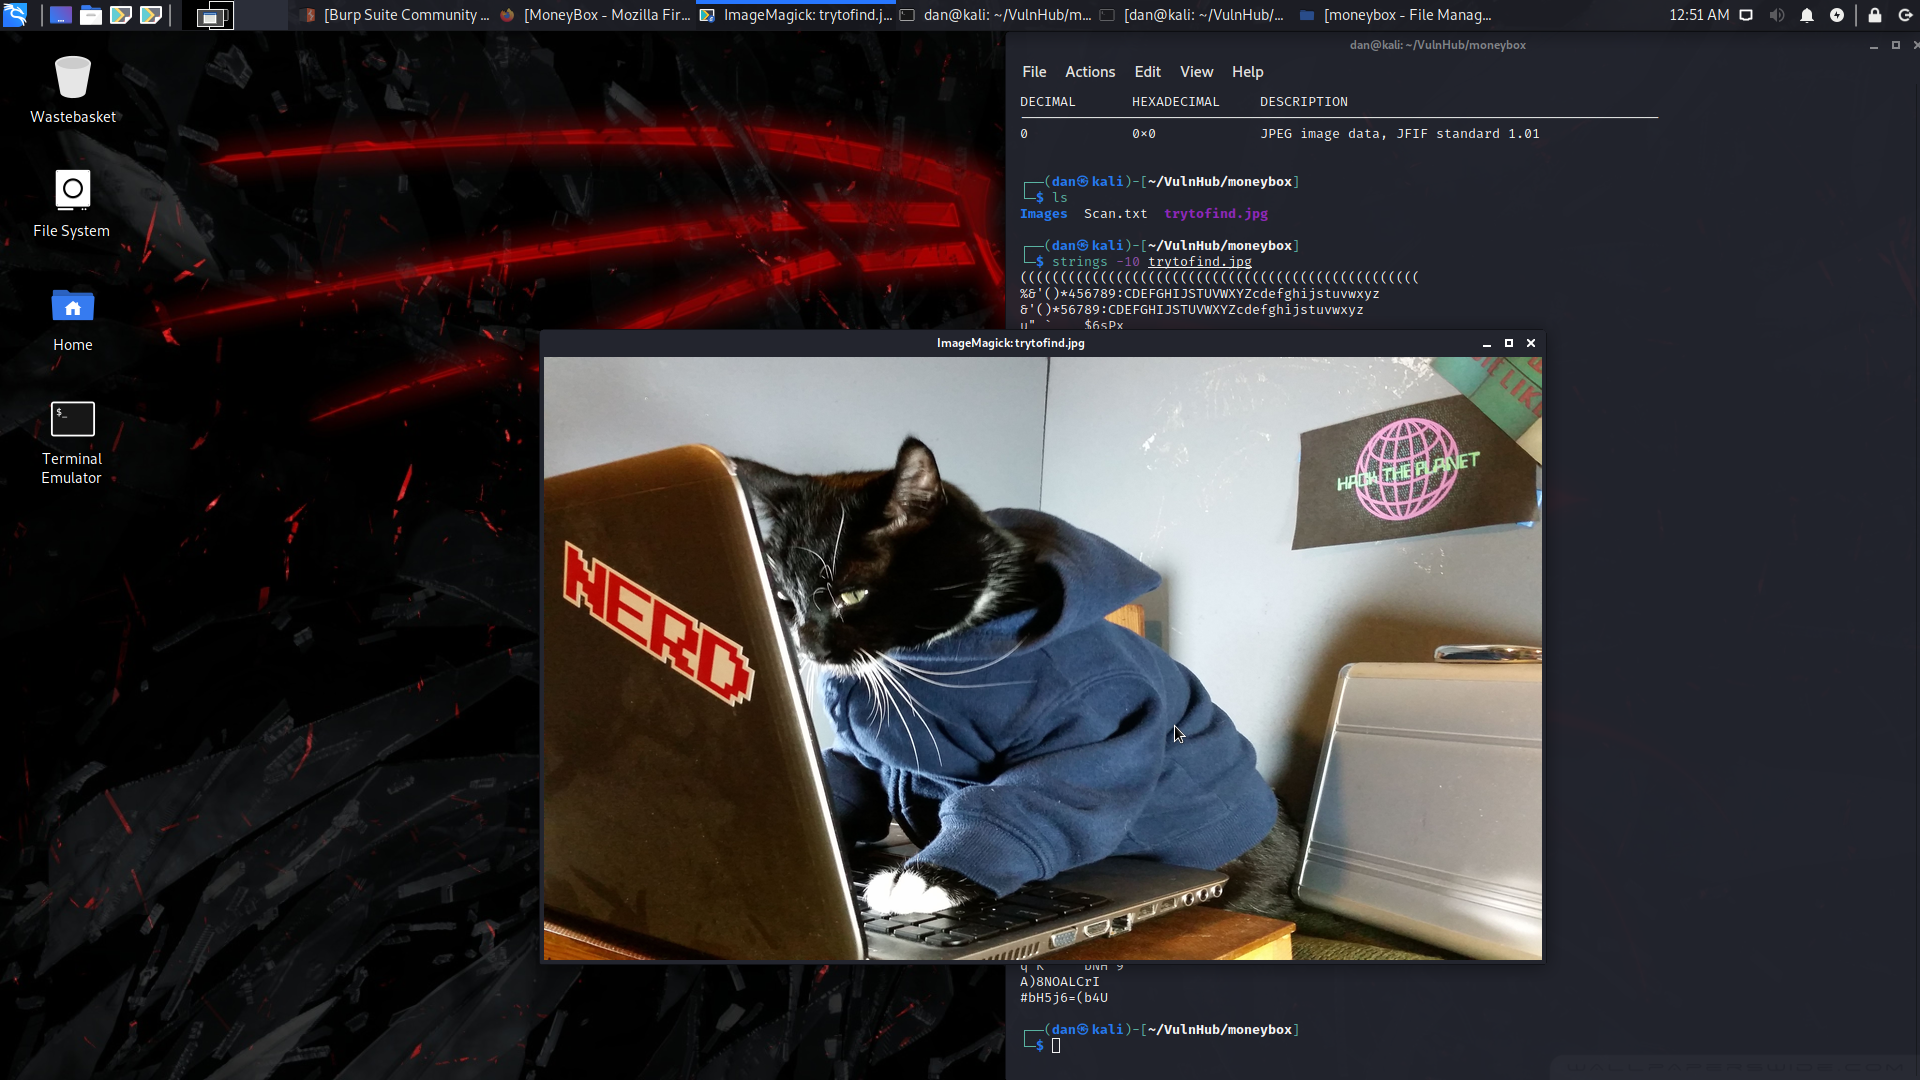 [Burp Suite Community ...
[MoneyBox - Mozilla Fir...
ImageMagick: trytofind.j...
dan@kali: ~/VulnHub/m...
[dan@kali: ~/VulnHub/...
[moneybox - File Manag...
12:51 AM
Wastebasket
File System
Home
$_
Terminal
Emulator
dan@kali: ~/VulnHub/moneybox
File Actions Edit View Help
DECIMAL HEXADECIMAL DESCRIPTION
0 0×0 JPEG image data, JFIF standard 1.01
(dan㉿kali)-[~/VulnHub/moneybox]
$ ls
Images Scan.txt trytofind.jpg
(dan㉿kali)-[~/VulnHub/moneybox]
$ strings -10 trytofind.jpg
((((((((((((((((((((((((((((((((((((((((((((((((((
%&'()*456789:CDEFGHIJSTUVWXYZcdefghijstuvwxyz
&'()*56789:CDEFGHIJSTUVWXYZcdefghijstuvwxyz
$6sPx
ImageMagick: trytofind.jpg
NERD
HACK THE PLANET
A)8NOALCrI
#bH5j6=(b4U
(dan㉿kali)-[~/VulnHub/moneybox]
$